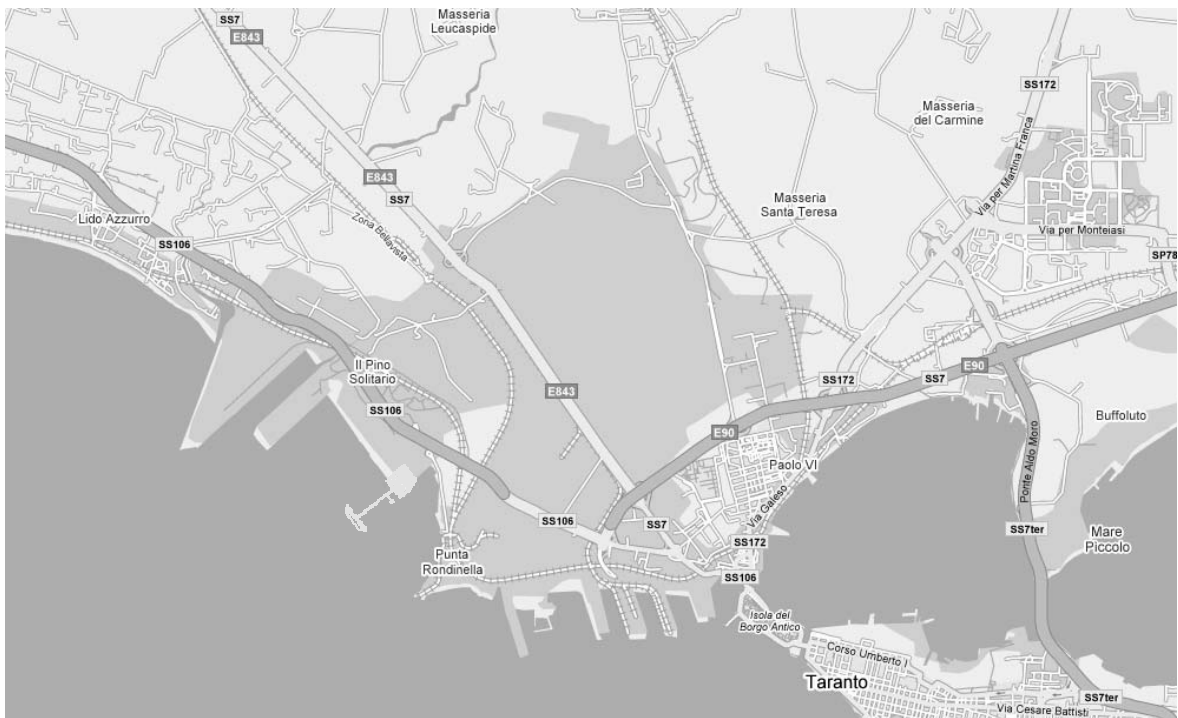 SS7
E843
Masseria
Leucaspide
SS172
Masseria
del Carmine
Via per Martina Franca
E843
SS7
Masseria
Santa Teresa
Zona Bellavista
Lido Azzurro
SS106
Via per Monteiasi
SP78
Il Pino
Solitario
SS106
E843
SS172
SS7
E90
E90
Buffoluto
Ponte Aldo Moro
Paolo VI
Via Galeso
SS106
SS7
SS172
SS7ter
Mare
Piccolo
Punta
Rondinella
SS106
Isola del
Borgo Antico
Corso Umberto I
Taranto
SS7ter
Via Cesare Battisti